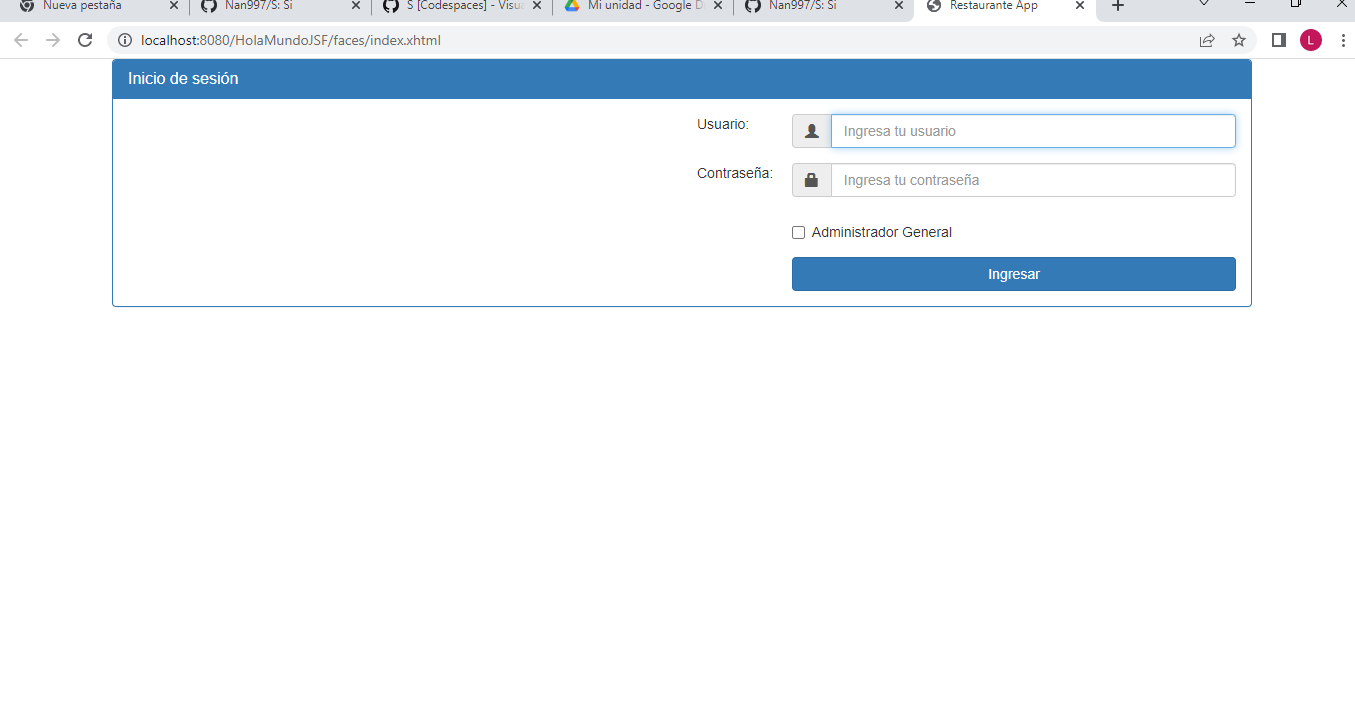 Nueva pestaña
Nan997/S: Si
S [Codespaces] - Visu
Mi unidad - Google D
Nan997/S: Si
Restaurante App
localhost:8080/HolaMundoJSF/faces/index.xhtml
L
Inicio de sesión
Usuario:
Ingresa tu usuario
Contraseña:
Ingresa tu contraseña
Administrador General
Ingresar